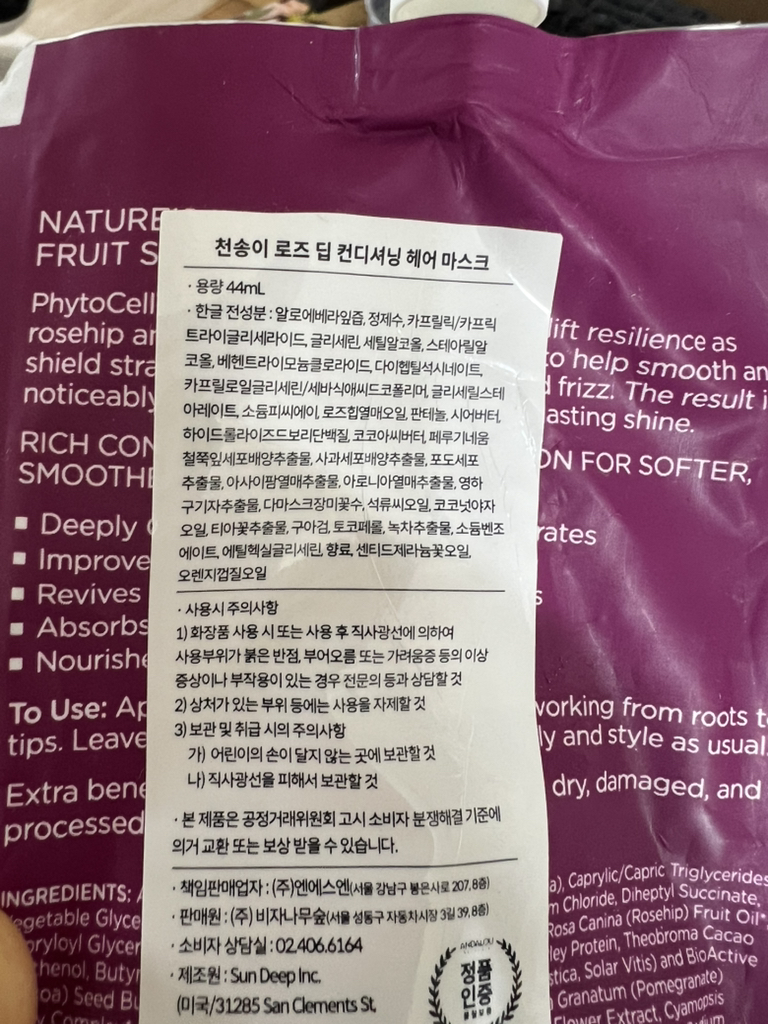 NATURE'S
FRUIT S
PhytoCell
rosehip an
shield stra
noticeably
lift resilience as
to help smooth an
d frizz. The result i
asting shine.
RICH CON
SMOOTHE
ON FOR SOFTER,
Deeply
rates
Improve
Revives
s
Absorbs
Nourishe
To Use: Ap
working from roots to
tips. Leave
ly and style as usual
Extra bene
dry, damaged, and
processed
INGREDIENTS:
egetable Glyce
pryloyl Glycer
thenol, Buty
oa) Seed Bu
a), Caprylic/Capric Triglycerides
m Chloride, Diheptyl Succinate,
Rosa Canina (Rosehip) Fruit Oil*
ley Protein, Theobroma Cacao
stica, Solar Vitis) and BioActive
Granatum (Pomegranate)
Flower Extract, Cyamopsis
천송이 로즈 딥 컨디셔닝 헤어 마스크
· 용량 44mL
· 한글 전성분 : 알로에베라잎즙, 정제수, 카프릴릭/카프릭
트라이글리세라이드, 글리세린, 세틸알코올, 스테아릴알
코올, 베헨트라이모늄클로라이드, 다이헵틸석시네이트,
카프릴로일글리세린/세바식애씨드코폴리머, 글리세릴스테
아레이트, 소듐피씨에이, 로즈힙열매오일, 판테놀, 시어버터,
하이드롤라이즈드보리단백질, 코코아씨버터, 페루기네움
철쭉잎세포배양추출물, 사과세포배양추출물, 포도세포
추출물, 아사이팜열매추출물, 아로니아열매추출물, 영하
구기자추출물, 다마스크장미꽃수, 석류씨오일, 코코넛야자
오일, 티아꽃추출물, 구아검, 토코페롤, 녹차추출물, 소듐벤조
에이트, 에틸헥실글리세린, 향료, 센티드제라늄꽃오일,
오렌지껍질오일
· 사용시 주의사항
1) 화장품 사용 시 또는 사용 후 직사광선에 의하여
사용부위가 붉은 반점, 부어오름 또는 가려움증 등의 이상
증상이나 부작용이 있는 경우 전문의 등과 상담할 것
2) 상처가 있는 부위 등에는 사용을 자제할 것
3) 보관 및 취급 시의 주의사항
가) 어린이의 손이 닿지 않는 곳에 보관할 것
나) 직사광선을 피해서 보관할 것
· 본 제품은 공정거래위원회 고시 소비자 분쟁해결 기준에
의거 교환 또는 보상 받을 수 있습니다.
· 책임판매업자 : (주)엔에스엔(서울 강남구 봉은사로 207, 8층)
· 판매원 : (주) 비자나무숲(서울 성동구 자동차시장 3길 39, 8층)
· 소비자 상담실 : 02.406.6164
· 제조원 : Sun Deep Inc.
(미국/31285 San Clements St,
ANDALOU
정품
인증